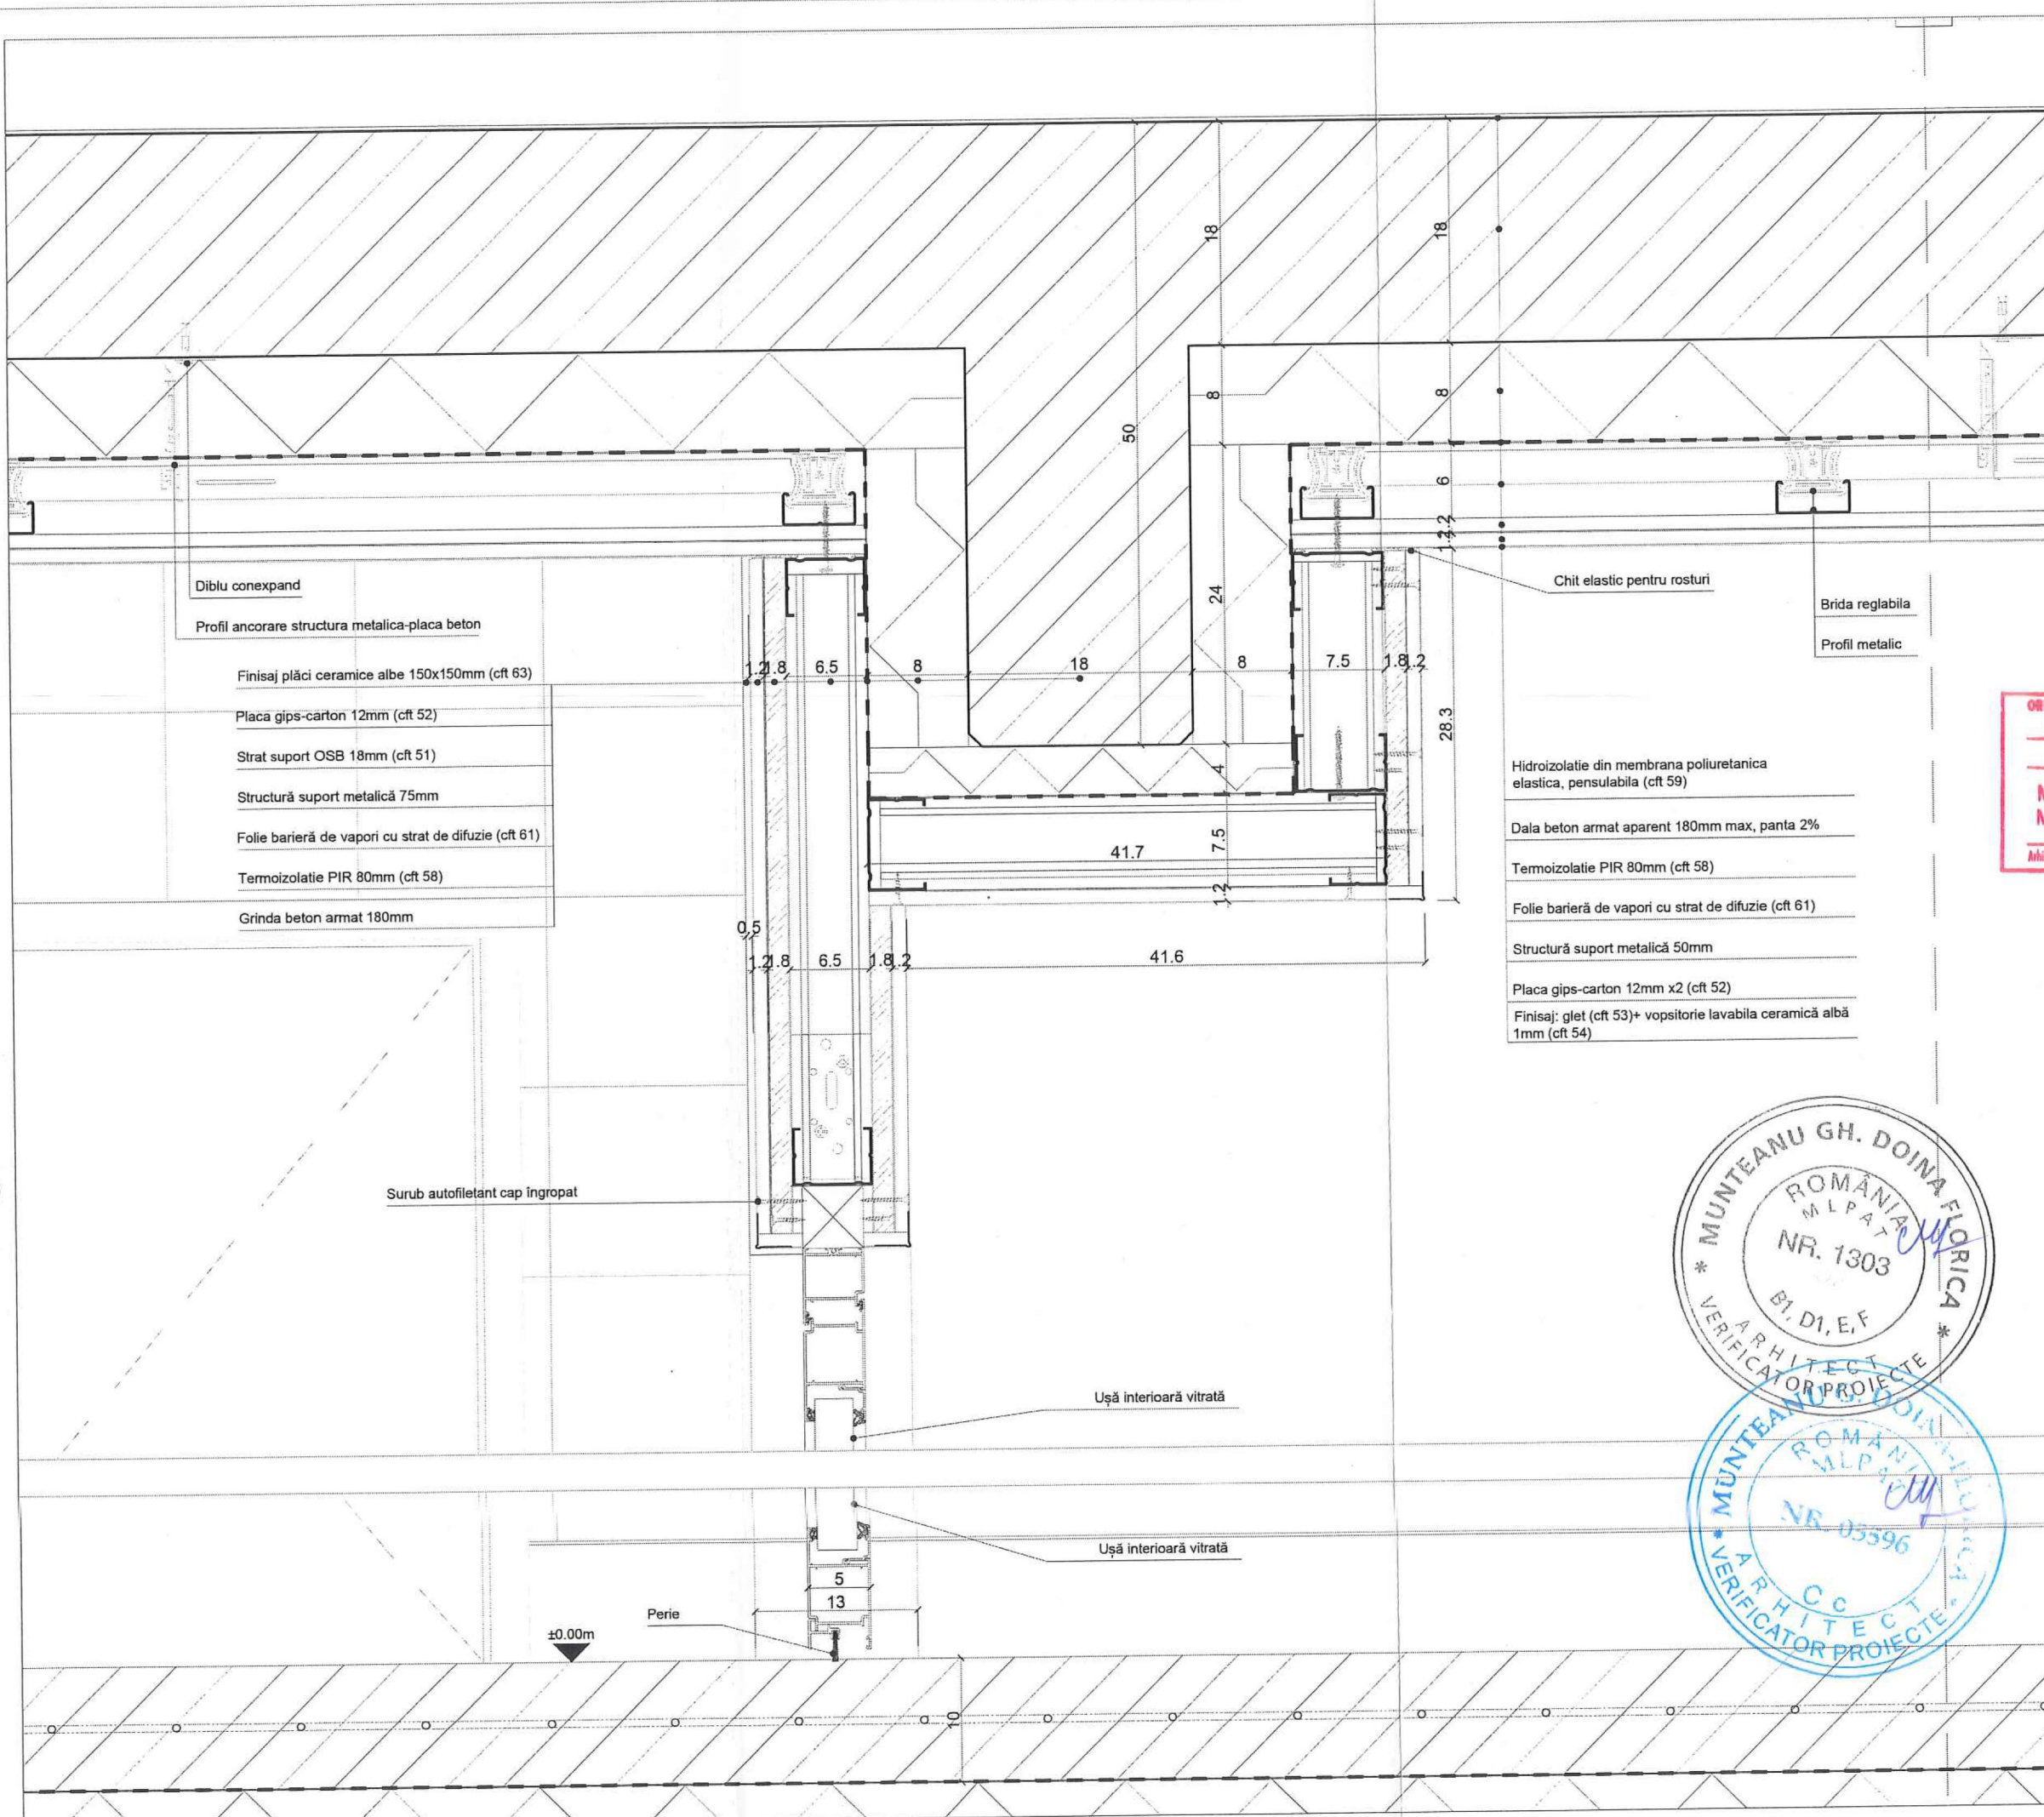 18
18
50
8
8
6
1.2
1.2
24
Diblu conexpand
Profil ancorare structura metalica-placa beton
Chit elastic pentru rosturi
Brida reglabila
Profil metalic
Finisaj plăci ceramice albe 150x150mm (cft 63)
Placa gips-carton 12mm (cft 52)
Strat suport OSB 18mm (cft 51)
Structură suport metalică 75mm
Folie barieră de vapori cu strat de difuzie (cft 61)
Termoizolatie PIR 80mm (cft 58)
Grinda beton armat 180mm
1.2
1.8
6.5
8
18
8
7.5
1.8
1.2
28.3
4
7.5
41.7
1.2
0.5
1.2
1.8
6.5
1.8
1.2
41.6
Hidroizolatie din membrana poliuretanica
elastica, pensulabila (cft 59)
Dala beton armat aparent 180mm max, panta 2%
Termoizolatie PIR 80mm (cft 58)
Folie barieră de vapori cu strat de difuzie (cft 61)
Structură suport metalică 50mm
Placa gips-carton 12mm x2 (cft 52)
Finisaj: glet (cft 53)+ vopsitorie lavabila ceramică albă
1mm (cft 54)
Surub autofiletant cap îngropat
Ușă interioară vitrată
Ușă interioară vitrată
5
13
Perie
±0.00m
10
* MUNTEANU GH. DOINA FLORICA *
ROMÂNIA
MLPAT
NR. 1303
B1, D1, E, F
ARHITECT
VERIFICATOR PROIECTE
MUNTEANU G. DOINA-FLORICA
NR. 03596
Cc
ARHITECT
VERIFICATOR PROIECTE